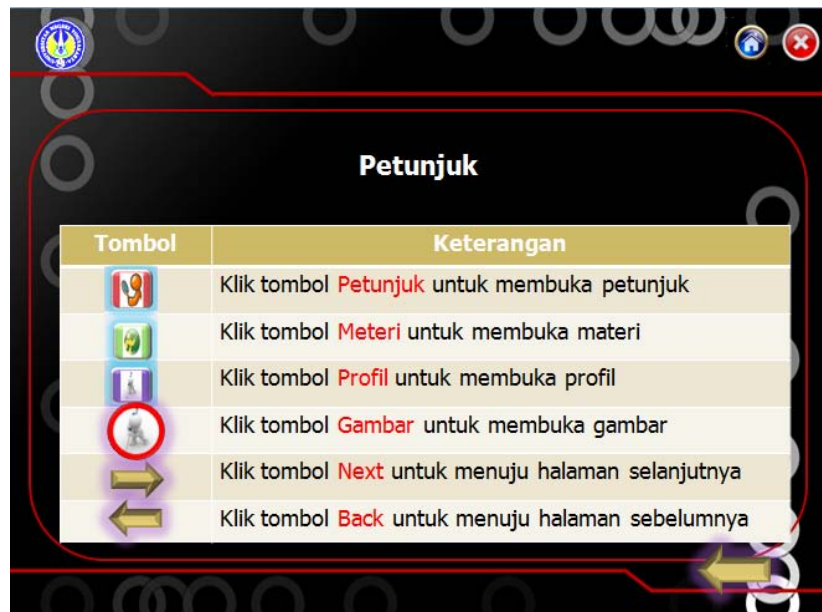 Petunjuk
Tombol Keterangan
Klik tombol Petunjuk untuk membuka petunjuk
Klik tombol Meteri untuk membuka materi
Klik tombol Profil untuk membuka profil
Klik tombol Gambar untuk membuka gambar
Klik tombol Next untuk menuju halaman selanjutnya
Klik tombol Back untuk menuju halaman sebelumnya